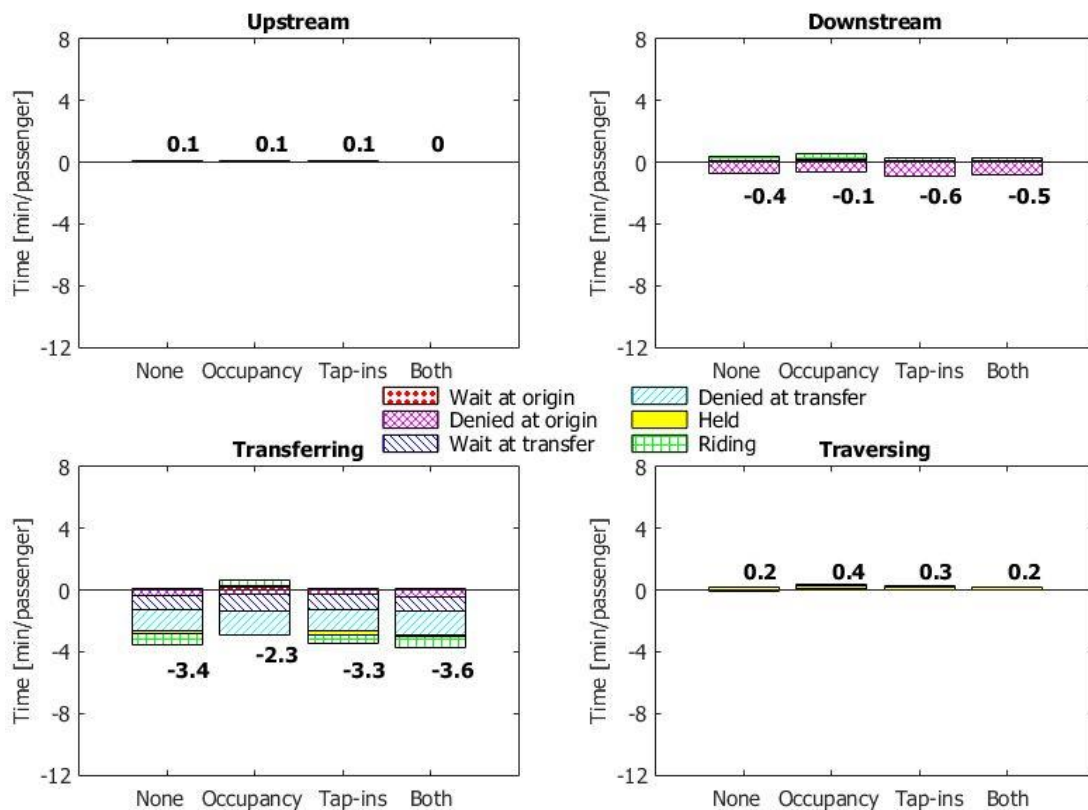 Upstream
Time [min/passenger]
8
4
0
-4
-8
-12
0.1 0.1 0.1 0
None Occupancy Tap-ins Both
Downstream
Time [min/passenger]
8
4
0
-4
-8
-12
-0.4 -0.1 -0.6 -0.5
None Occupancy Tap-ins Both
Wait at origin
Denied at origin
Wait at transfer
Denied at transfer
Held
Riding
Transferring
Time [min/passenger]
8
4
0
-4
-8
-12
-3.4 -2.3 -3.3 -3.6
None Occupancy Tap-ins Both
Traversing
Time [min/passenger]
8
4
0
-4
-8
-12
0.2 0.4 0.3 0.2
None Occupancy Tap-ins Both